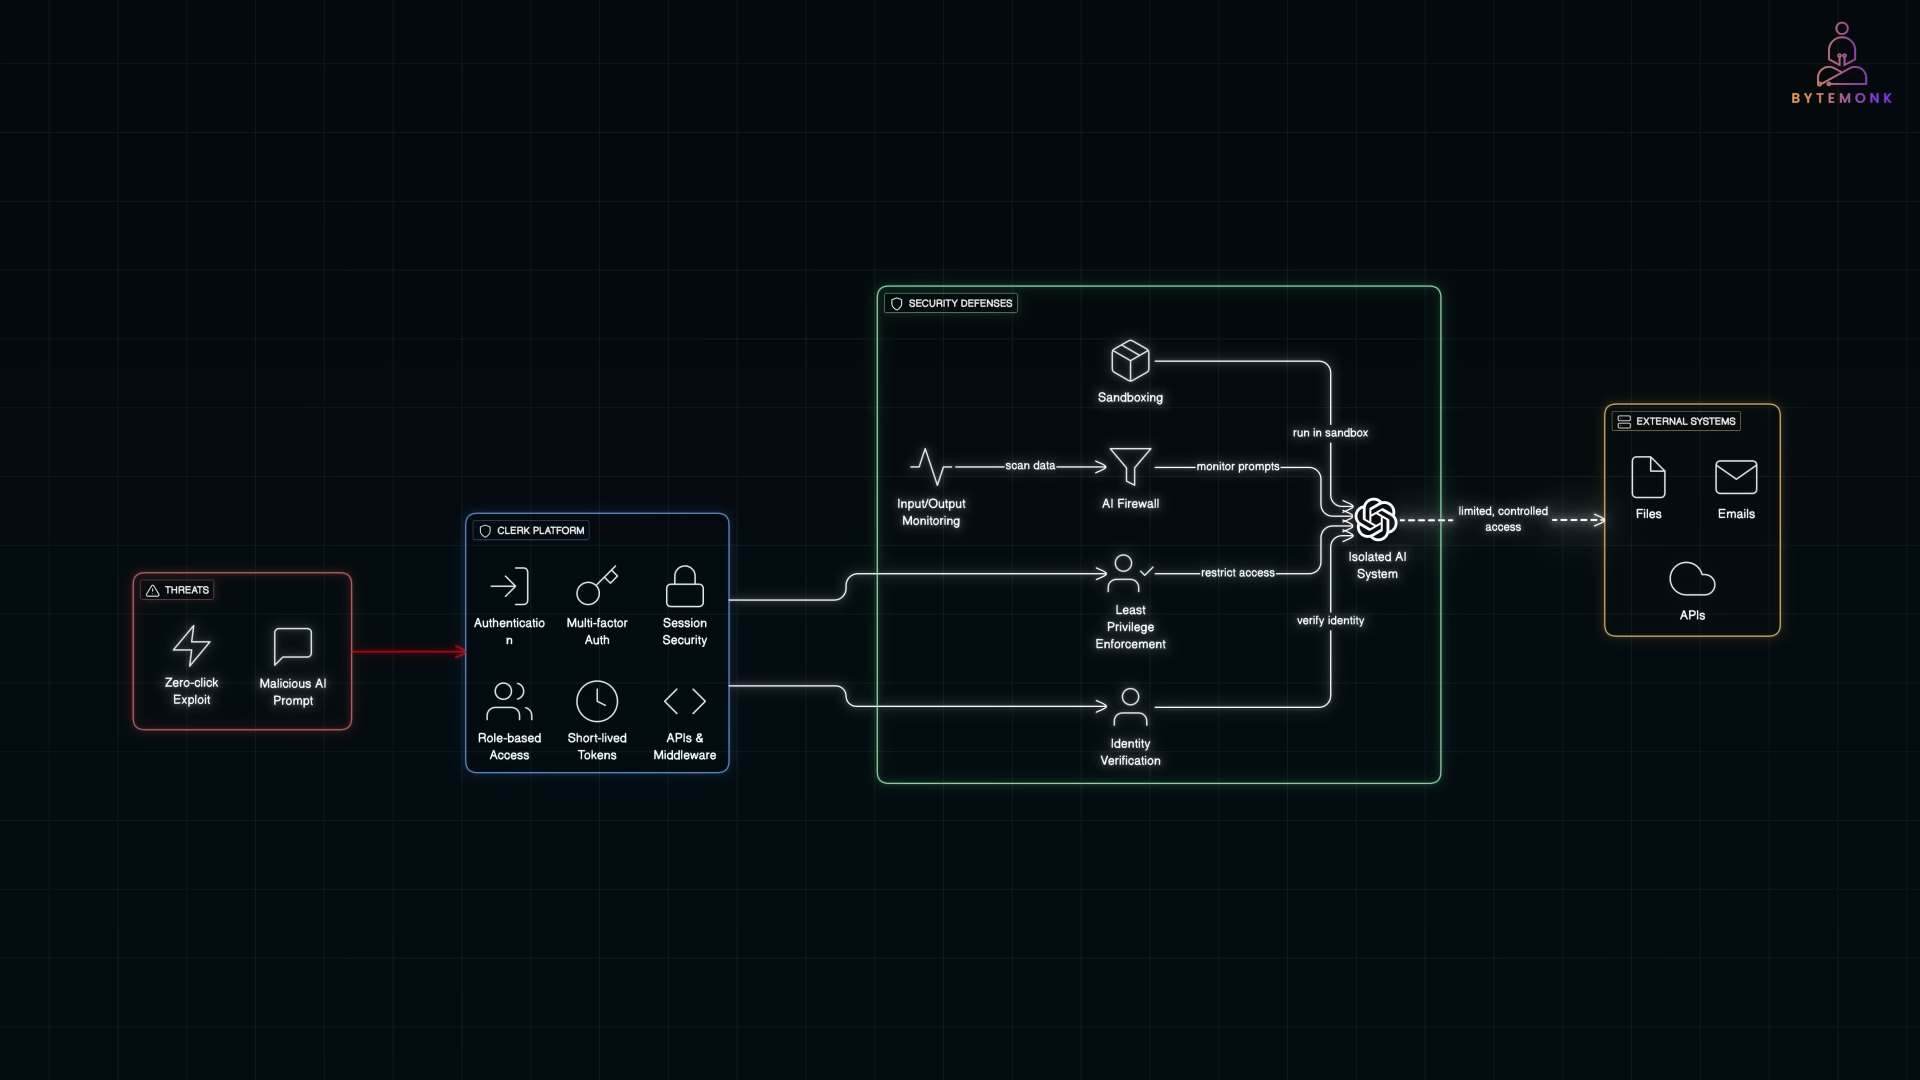 BYTEMONK
THREATS
Zero-click
Exploit
Malicious AI
Prompt
CLERK PLATFORM
Authenticatio
n
Multi-factor
Auth
Session
Security
Role-based
Access
Short-lived
Tokens
APIs &
Middleware
SECURITY DEFENSES
Sandboxing
run in sandbox
Input/Output
Monitoring
scan data
AI Firewall
monitor prompts
Least
Privilege
Enforcement
restrict access
Identity
Verification
verify identity
Isolated AI
System
limited, controlled
access
EXTERNAL SYSTEMS
Files
Emails
APIs